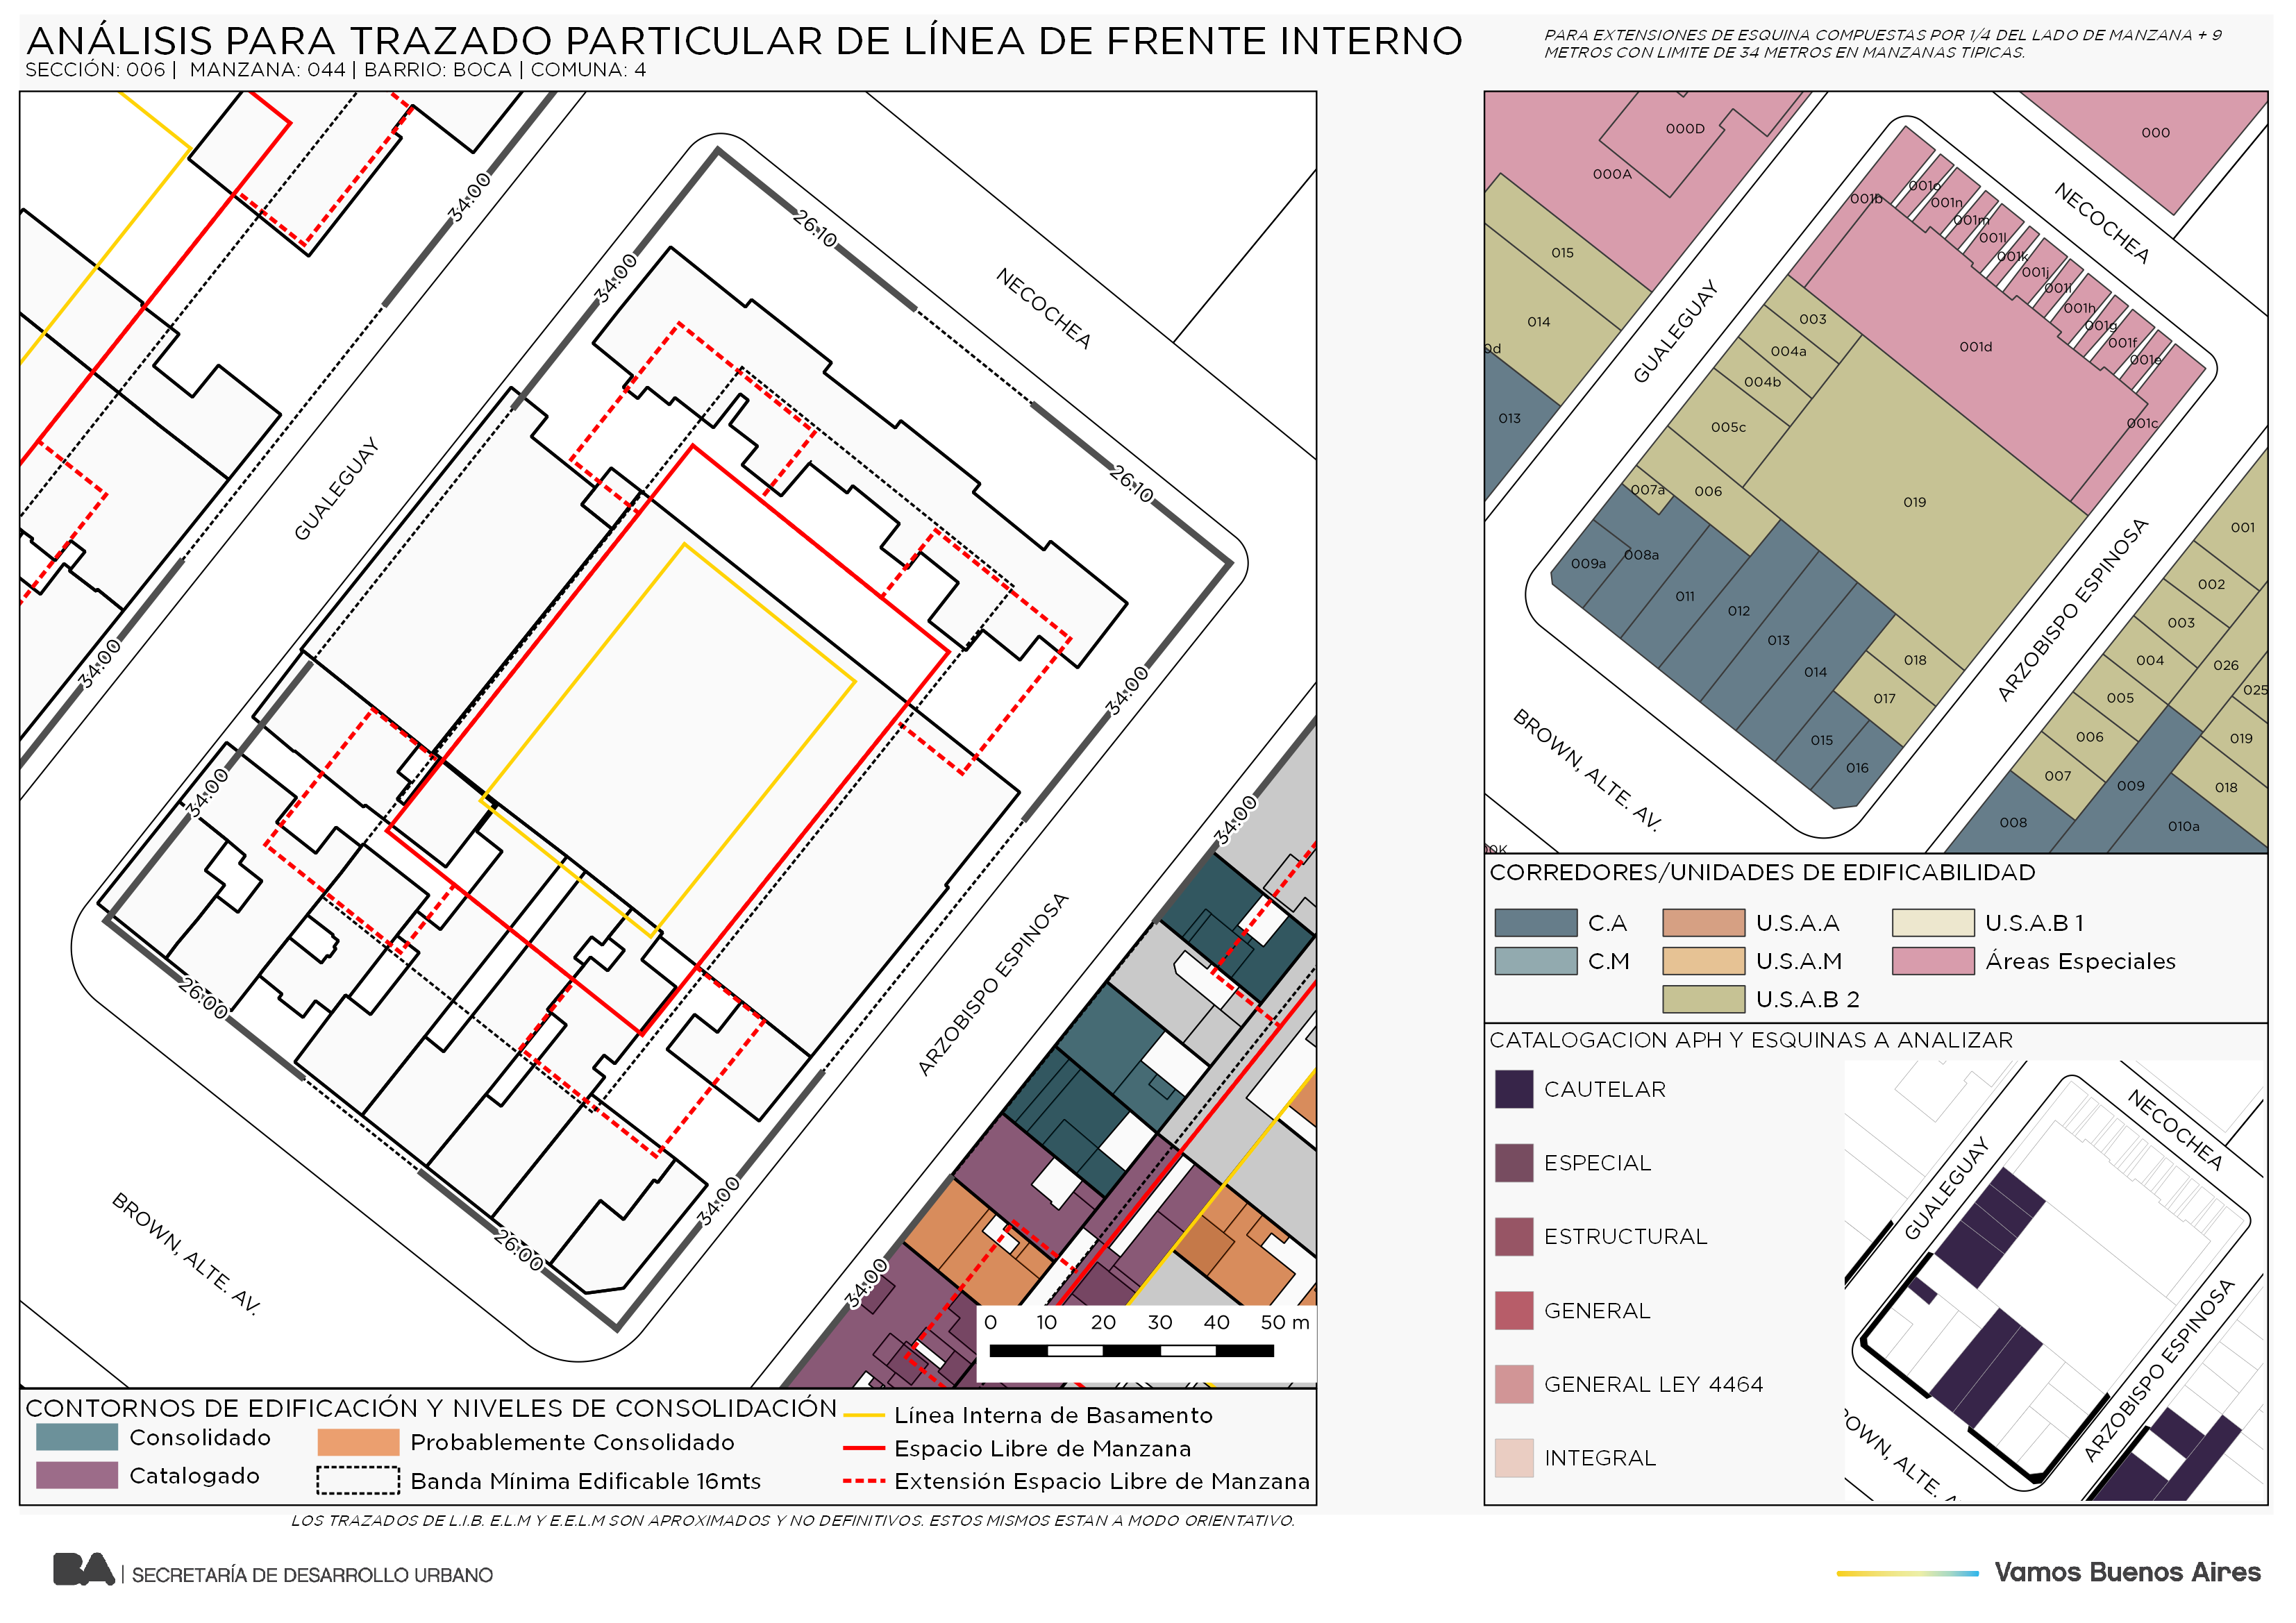 ANÁLISIS PARA TRAZADO PARTICULAR DE LÍNEA DE FRENTE INTERNO
SECCIÓN: 006 | MANZANA: 044 | BARRIO: BOCA | COMUNA: 4
PARA EXTENSIONES DE ESQUINA COMPUESTAS POR 1/4 DEL LADO DE MANZANA + 9
METROS CON LIMITE DE 34 METROS EN MANZANAS TIPICAS.
34:00
26:10
34:00
NECOCHEA
26:10
GUALEGUAY
34:00
34:00
34:00
34:00
ARZOBISPO ESPINOSA
26:00
34:00
26:00
34:00
BROWN, ALTE. AV.
0 10 20 30 40 50 m
000D
000
000A
001b
001o
001n
001m
001l
001k
001j
001i
001h
001g
001f
001e
001c
001d
NECOCHEA
015
014
013
0d
GUALEGUAY
003
004a
004b
005c
006
007a
019
008a
009a
011
012
013
014
015
016
017
018
ARZOBISPO ESPINOSA
BROWN, ALTE. AV.
001
002
003
004
026
025
005
006
019
007
009
018
008
010a
0K
CORREDORES/UNIDADES DE EDIFICABILIDAD
C.A
U.S.A.A
U.S.A.B 1
C.M
U.S.A.M
Áreas Especiales
U.S.A.B 2
CATALOGACION APH Y ESQUINAS A ANALIZAR
CAUTELAR
ESPECIAL
ESTRUCTURAL
GENERAL
GENERAL LEY 4464
INTEGRAL
NECOCHEA
GUALEGUAY
ARZOBISPO ESPINOSA
OWN, ALTE.
CONTORNOS DE EDIFICACIÓN Y NIVELES DE CONSOLIDACIÓN
Consolidado
Catalogado
Probablemente Consolidado
Banda Mínima Edificable 16mts
Línea Interna de Basamento
Espacio Libre de Manzana
Extensión Espacio Libre de Manzana
LOS TRAZADOS DE L.I.B. E.L.M Y E.E.L.M SON APROXIMADOS Y NO DEFINITIVOS. ESTOS MISMOS ESTAN A MODO ORIENTATIVO.
BA | SECRETARÍA DE DESARROLLO URBANO
Vamos Buenos Aires